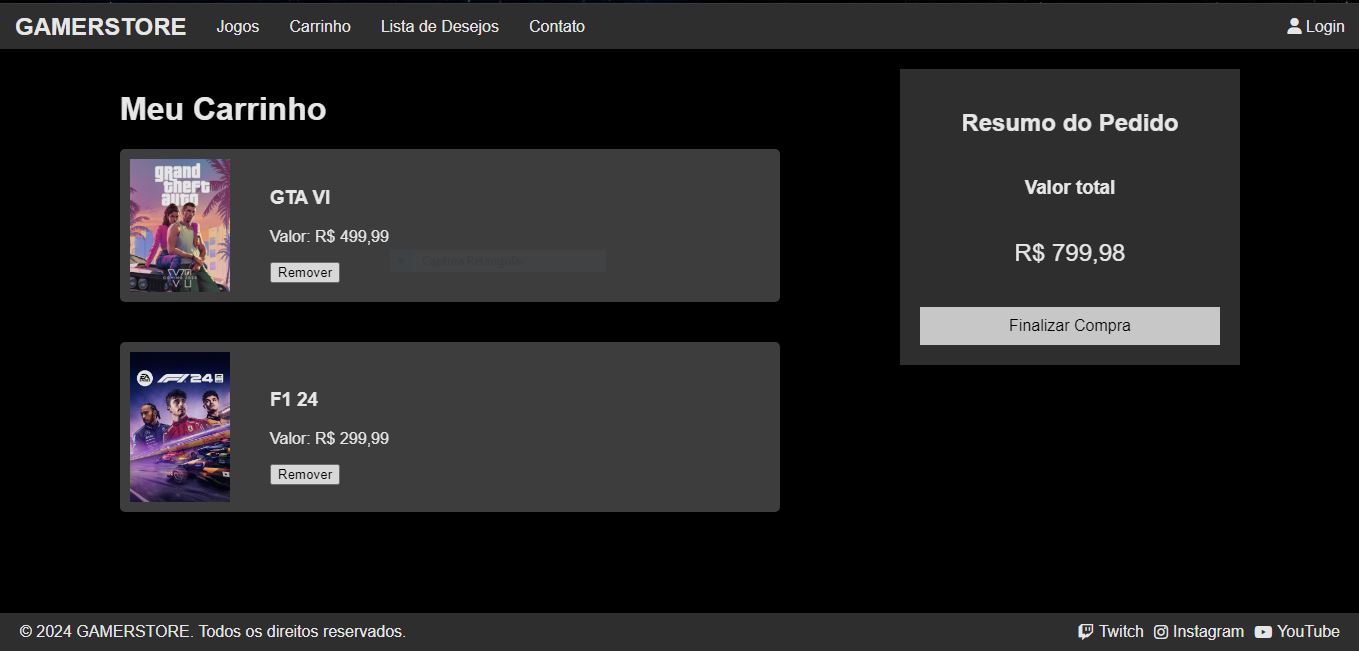 GAMERSTORE Jogos Carrinho Lista de Desejos Contato Login
Meu Carrinho
grand
theft
auto
VI
GTA VI
Valor: R$ 499,99
Captura Retangular
Remover
F1 24
F1 24
Valor: R$ 299,99
Remover
Resumo do Pedido
Valor total
R$ 799,98
Finalizar Compra
© 2024 GAMERSTORE. Todos os direitos reservados.
Twitch Instagram YouTube